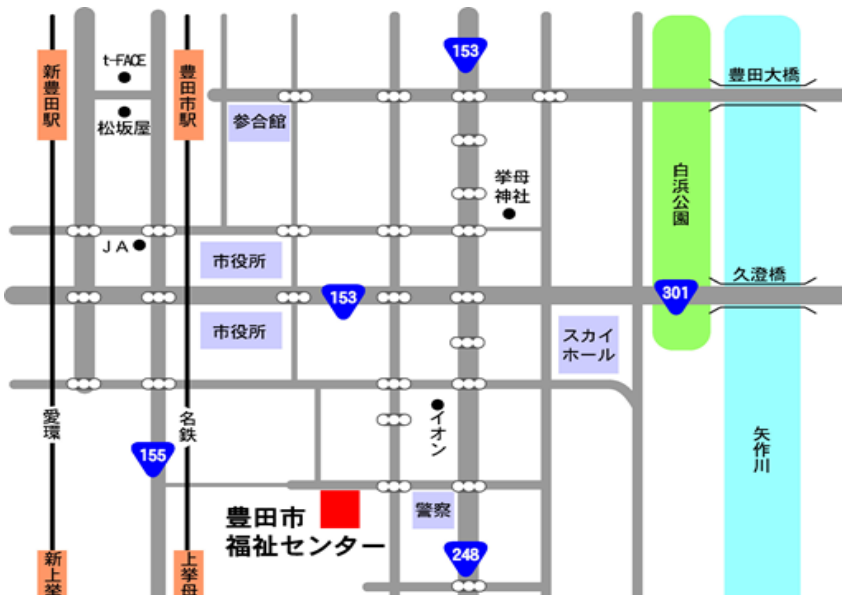 新豊田駅
t-FACE
松坂屋
豊田市駅
参合館
153
豊田大橋
挙母
神社
白浜公園
JA
市役所
153
301
久澄橋
市役所
スカイ
ホール
愛環
名鉄
イオン
155
矢作川
豊田市
福祉センター
警察
新上挙
上挙母
248